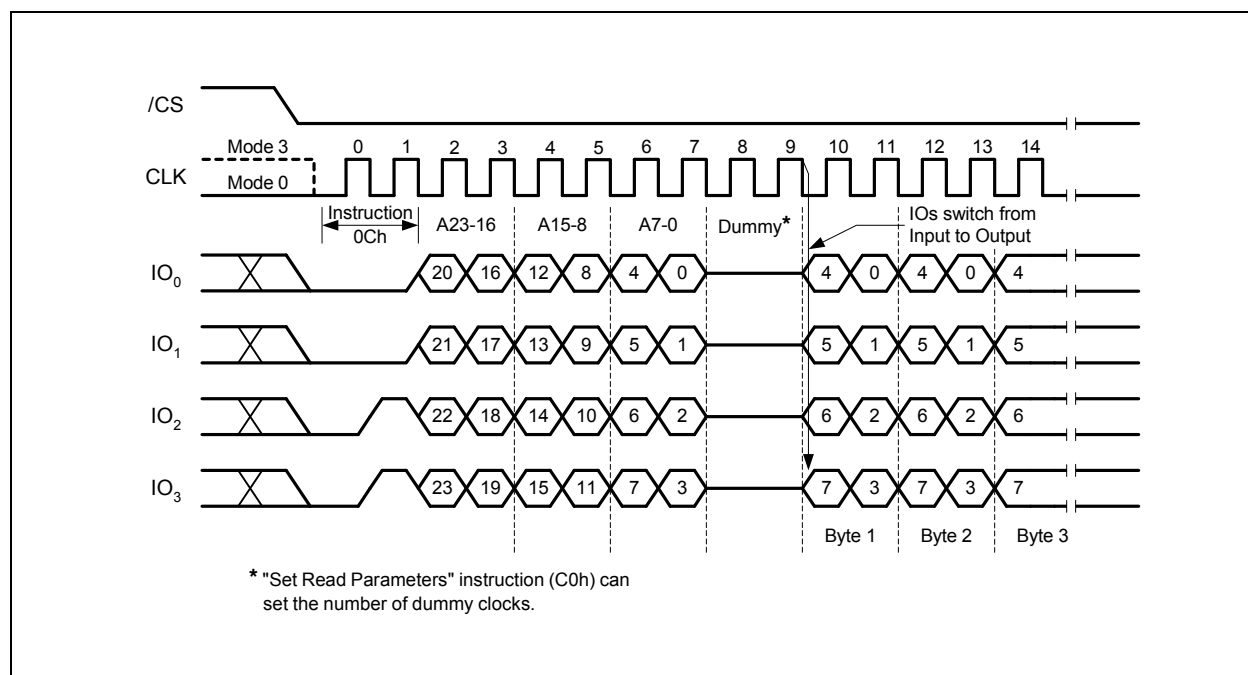 /CS
Mode 3 0 1 2 3 4 5 6 7 8 9 10 11 12 13 14
CLK
Mode 0
Instruction
0Ch
A23-16 A15-8 A7-0 Dummy*
IOs switch from
Input to Output
IO0 20 16 12 8 4 0 4 0 4 0 4
IO1 21 17 13 9 5 1 5 1 5 1 5
IO2 22 18 14 10 6 2 6 2 6 2 6
IO3 23 19 15 11 7 3 7 3 7 3 7
Byte 1 Byte 2 Byte 3
* "Set Read Parameters" instruction (C0h) can
set the number of dummy clocks.